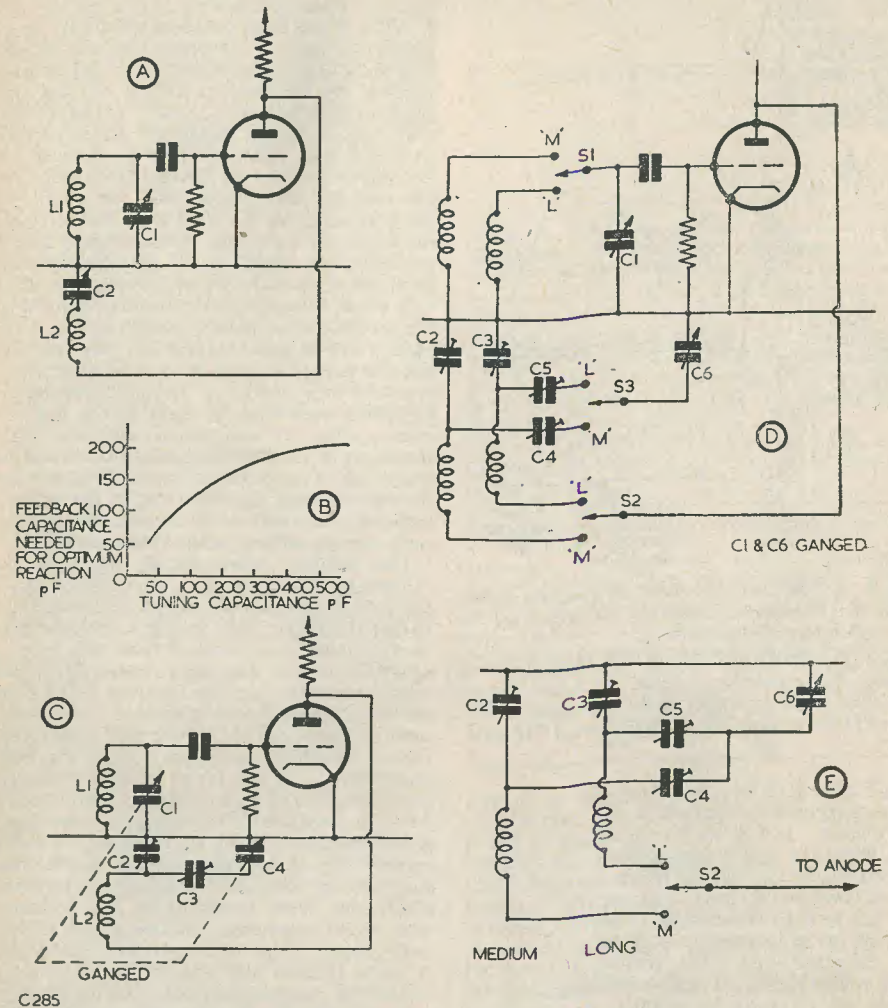 A
L1
C1
C2
L2
'M'
S1
'L'
C1
C2
C3
C5
'L'
S3
C6
C4
'M'
D
'L'
S2
'M'
C1 & C6 GANGED
200
150
FEEDBACK 100
CAPACITANCE
NEEDED 50
FOR OPTIMUM
REACTION 0
pF
50 100 200 300 400 500
TUNING CAPACITANCE pF
B
C
L1
C1
C2
C4
C3
L2
GANGED
C2
C3
C5
C6
C4
E
'L'
S2
TO ANODE
'M'
MEDIUM LONG
C285